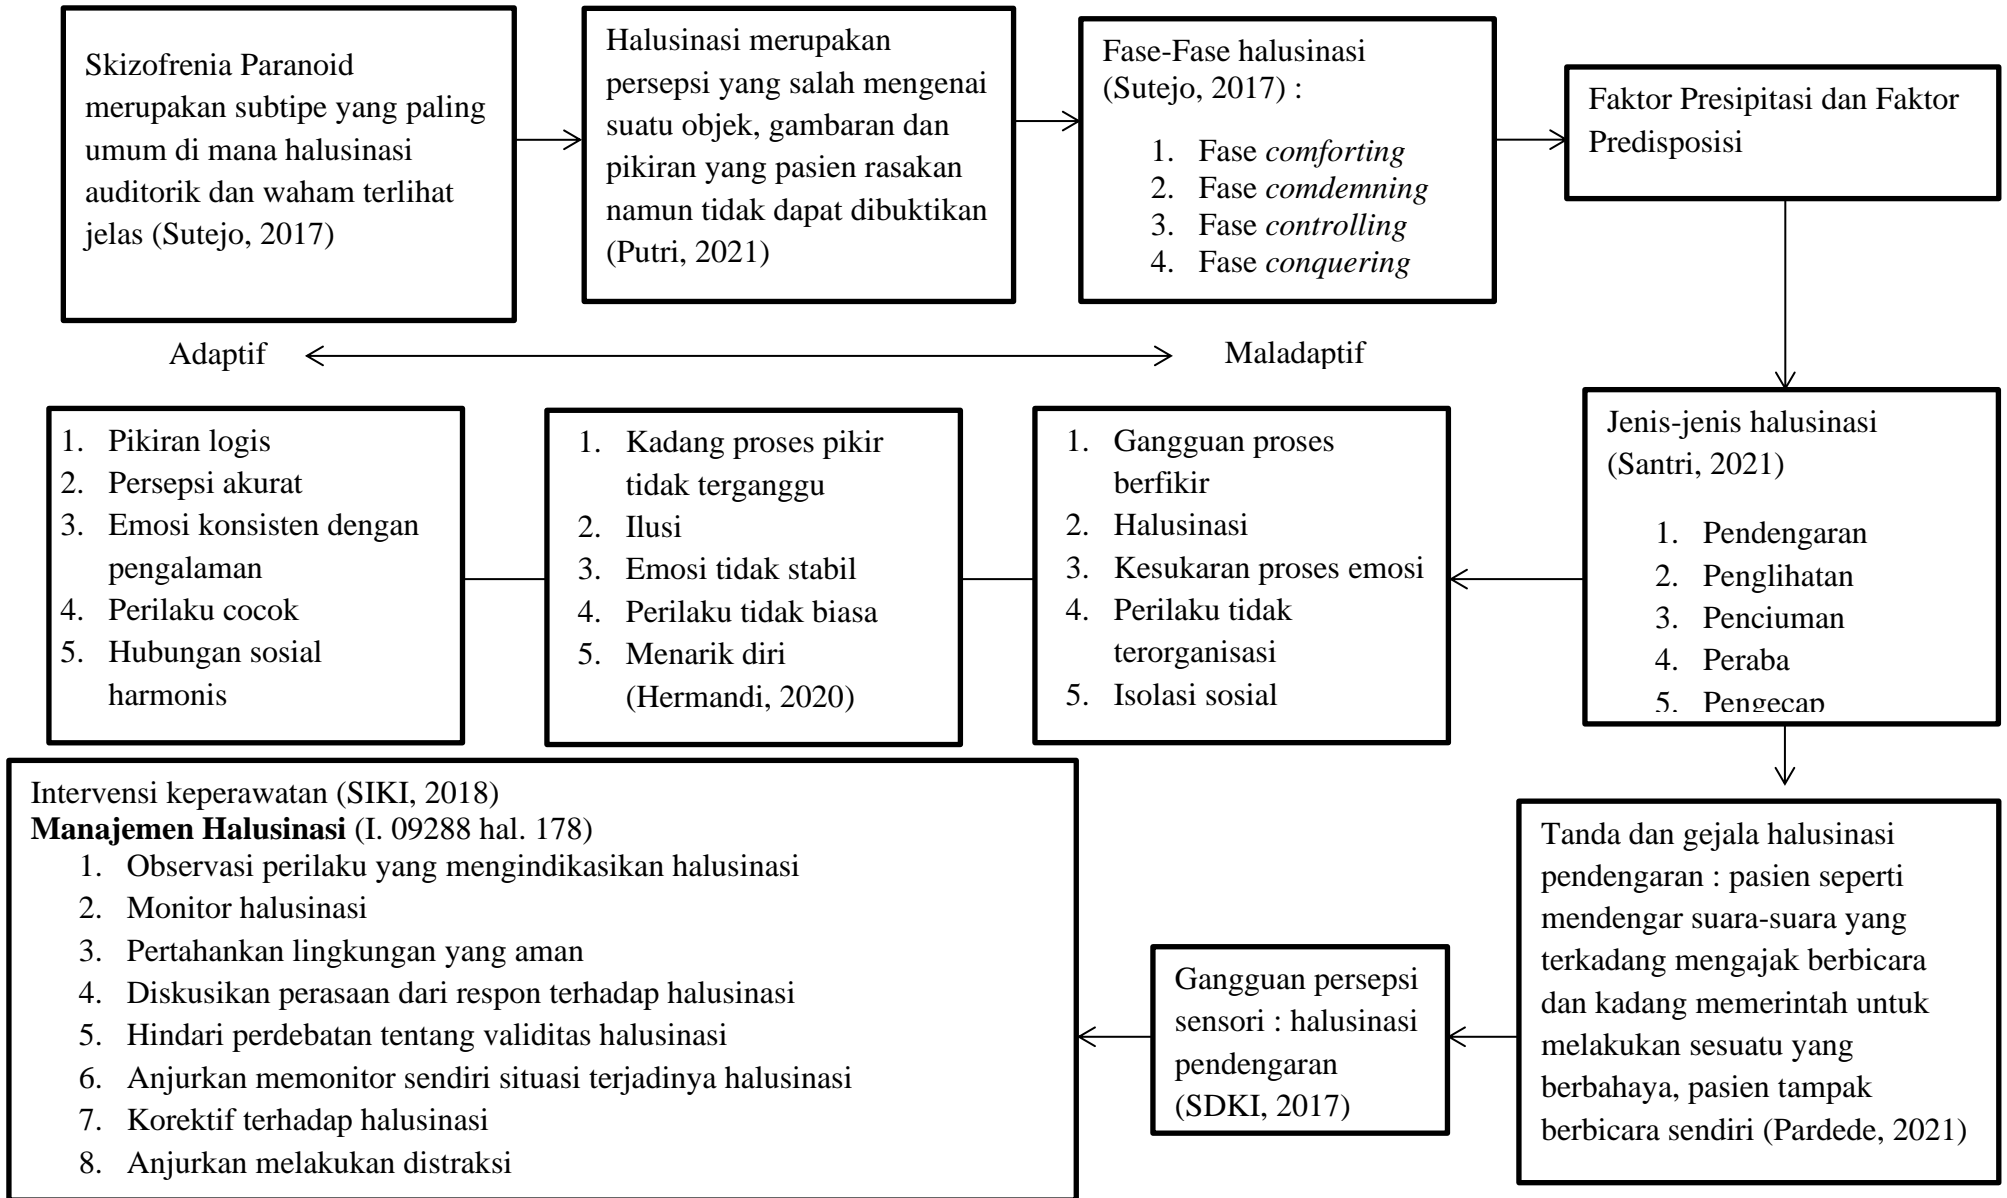 Skizofrenia Paranoid
merupakan subtipe yang paling
umum di mana halusinasi
auditorik dan waham terlihat
jelas (Sutejo, 2017)
Halusinasi merupakan
persepsi yang salah mengenai
suatu objek, gambaran dan
pikiran yang pasien rasakan
namun tidak dapat dibuktikan
(Putri, 2021)
Fase-Fase halusinasi
(Sutejo, 2017) :
1. Fase comforting
2. Fase comdemning
3. Fase controlling
4. Fase conquering
Faktor Presipitasi dan Faktor
Predisposisi
Adaptif
Maladaptif
1. Pikiran logis
2. Persepsi akurat
3. Emosi konsisten dengan
pengalaman
4. Perilaku cocok
5. Hubungan sosial
harmonis
1. Kadang proses pikir
tidak terganggu
2. Ilusi
3. Emosi tidak stabil
4. Perilaku tidak biasa
5. Menarik diri
(Hermandi, 2020)
1. Gangguan proses
berfikir
2. Halusinasi
3. Kesukaran proses emosi
4. Perilaku tidak
terorganisasi
5. Isolasi sosial
Jenis-jenis halusinasi
(Santri, 2021)
1. Pendengaran
2. Penglihatan
3. Penciuman
4. Peraba
5. Pengecap
Intervensi keperawatan (SIKI, 2018)
Manajemen Halusinasi (I. 09288 hal. 178)
1. Observasi perilaku yang mengindikasikan halusinasi
2. Monitor halusinasi
3. Pertahankan lingkungan yang aman
4. Diskusikan perasaan dari respon terhadap halusinasi
5. Hindari perdebatan tentang validitas halusinasi
6. Anjurkan memonitor sendiri situasi terjadinya halusinasi
7. Korektif terhadap halusinasi
8. Anjurkan melakukan distraksi
Gangguan persepsi
sensori : halusinasi
pendengaran
(SDKI, 2017)
Tanda dan gejala halusinasi
pendengaran : pasien seperti
mendengar suara-suara yang
terkadang mengajak berbicara
dan kadang memerintah untuk
melakukan sesuatu yang
berbahaya, pasien tampak
berbicara sendiri (Pardede, 2021)